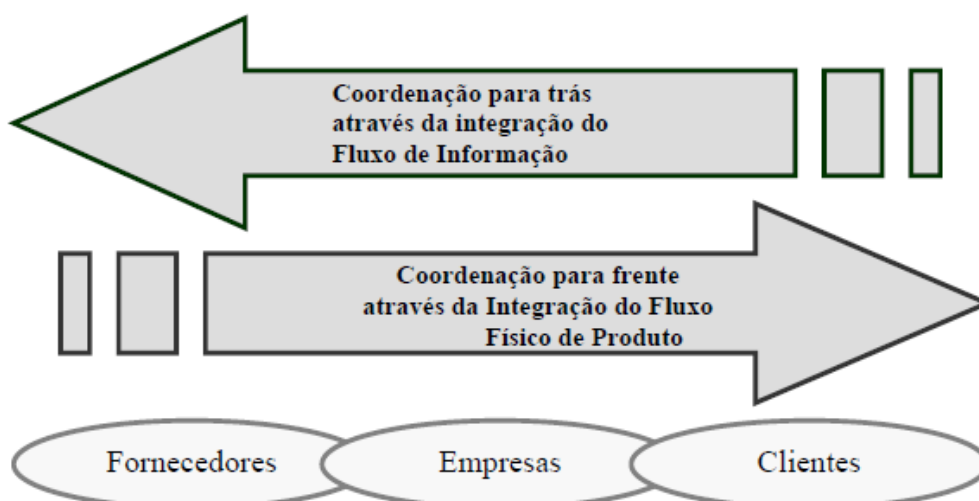 Coordenação para trás
através da integração do
Fluxo de Informação
Coordenação para frente
através da Integração do Fluxo
Físico de Produto
Fornecedores
Empresas
Clientes